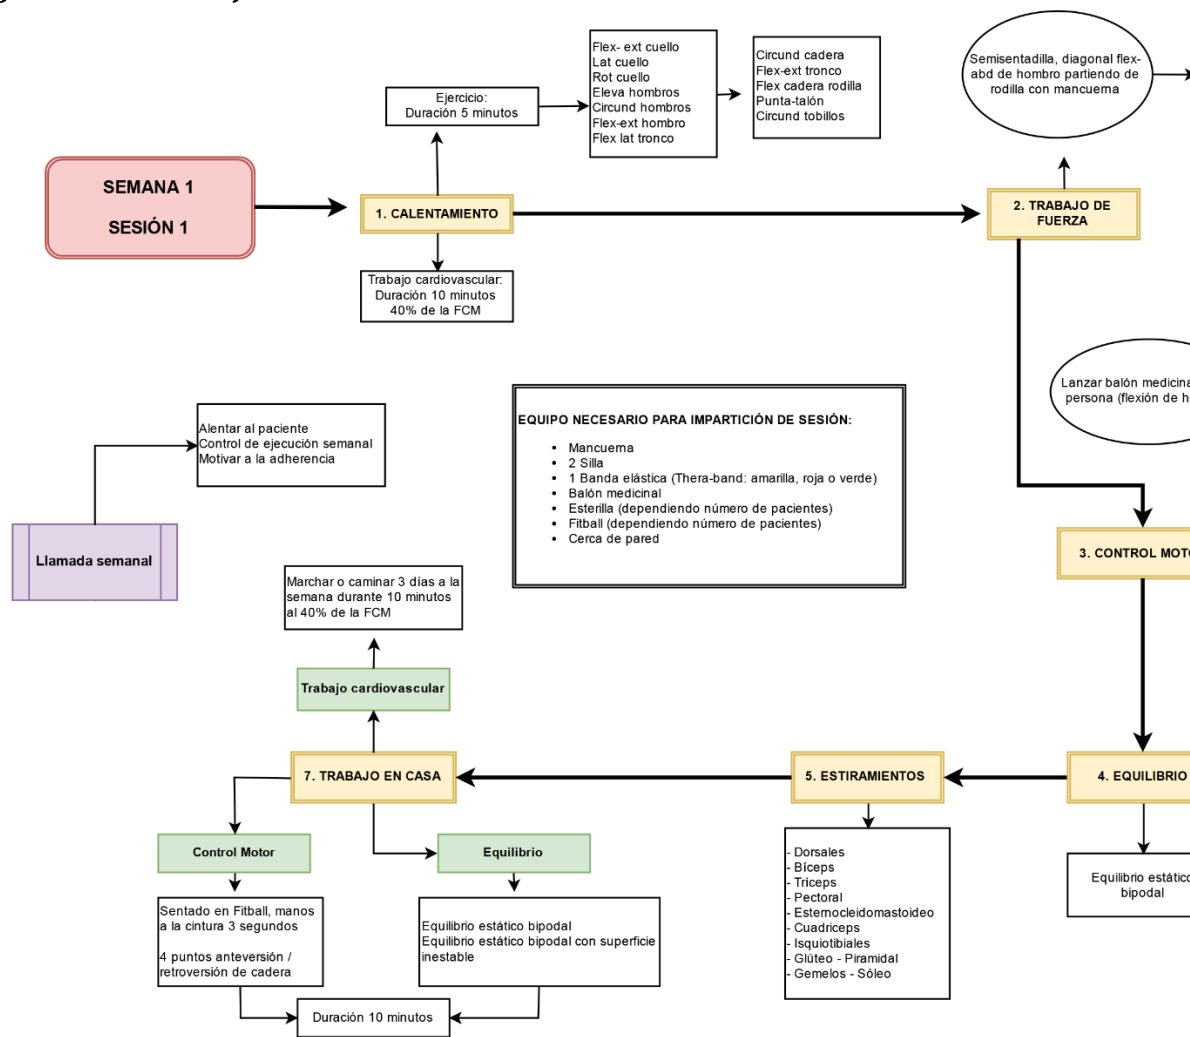 SEMANA 1
SESIÓN 1
Ejercicio:
Duración 5 minutos
Flex- ext cuello
Lat cuello
Rot cuello
Eleva hombros
Circund hombros
Flex-ext hombro
Flex lat tronco
Circund cadera
Flex-ext tronco
Flex cadera rodilla
Punta-talón
Circund tobillos
Semisentadilla, diagonal flex-
abd de hombro partiendo de
rodilla con mancuerna
1. CALENTAMIENTO
2. TRABAJO DE
FUERZA
Trabajo cardiovascular:
Duración 10 minutos
40% de la FCM
Lanzar balón medicina
persona (flexión de h
Alentar al paciente
Control de ejecución semanal
Motivar a la adherencia
Llamada semanal
EQUIPO NECESARIO PARA IMPARTICIÓN DE SESIÓN:
• Mancuerna
• 2 Silla
• 1 Banda elástica (Thera-band: amarilla, roja o verde)
• Balón medicinal
• Esterilla (dependiendo número de pacientes)
• Fitball (dependiendo número de pacientes)
• Cerca de pared
3. CONTROL MOTO
Marchar o caminar 3 días a la
semana durante 10 minutos
al 40% de la FCM
Trabajo cardiovascular
7. TRABAJO EN CASA
5. ESTIRAMIENTOS
4. EQUILIBRIO
Control Motor
Equilibrio
Sentado en Fitball, manos
a la cintura 3 segundos
4 puntos anteversión /
retroversión de cadera
Equilibrio estático bipodal
Equilibrio estático bipodal con superficie
inestable
Duración 10 minutos
- Dorsales
- Bíceps
- Tríceps
- Pectoral
- Esternocleidomastoideo
- Cuadriceps
- Isquiotibiales
- Glúteo - Piramidal
- Gemelos - Sóleo
Equilibrio estático
bipodal